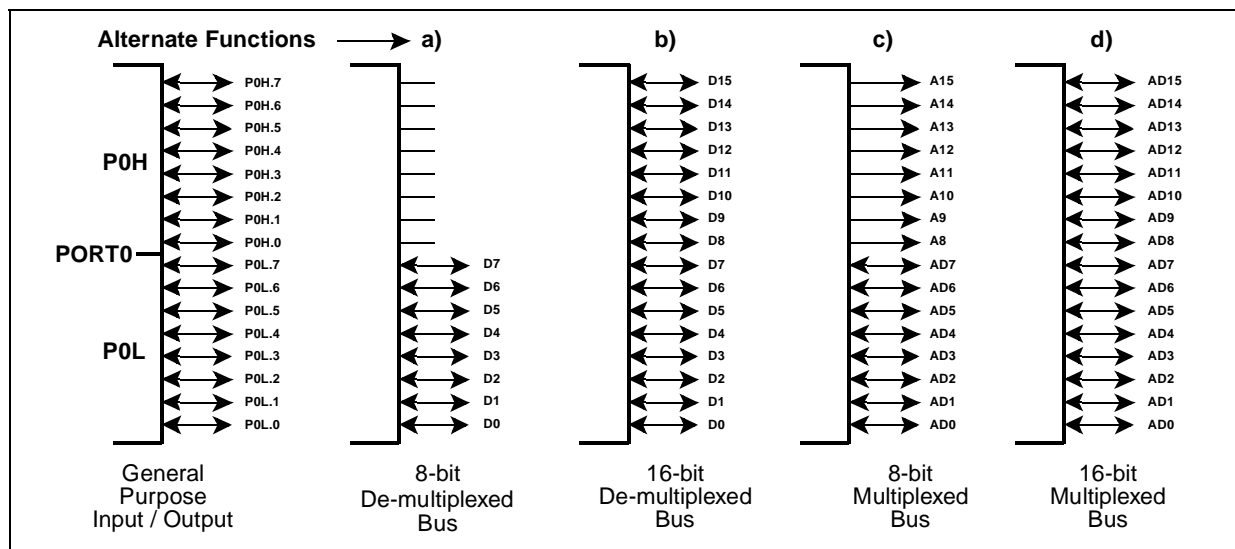 Alternate Functions a) b) c) d)
P0H.7 D15 A15 AD15
P0H.6 D14 A14 AD14
P0H.5 D13 A13 AD13
P0H.4 D12 A12 AD12
P0H
P0H.3 D11 A11 AD11
P0H.2 D10 A10 AD10
P0H.1 D9 A9 AD9
P0H.0 D8 A8 AD8
PORT0
P0L.7 D7 D7 AD7 AD7
P0L.6 D6 D6 AD6 AD6
P0L.5 D5 D5 AD5 AD5
P0L.4 D4 D4 AD4 AD4
P0L
P0L.3 D3 D3 AD3 AD3
P0L.2 D2 D2 AD2 AD2
P0L.1 D1 D1 AD1 AD1
P0L.0 D0 D0 AD0 AD0
General
Purpose
Input / Output
8-bit
De-multiplexed
Bus
16-bit
De-multiplexed
Bus
8-bit
Multiplexed
Bus
16-bit
Multiplexed
Bus